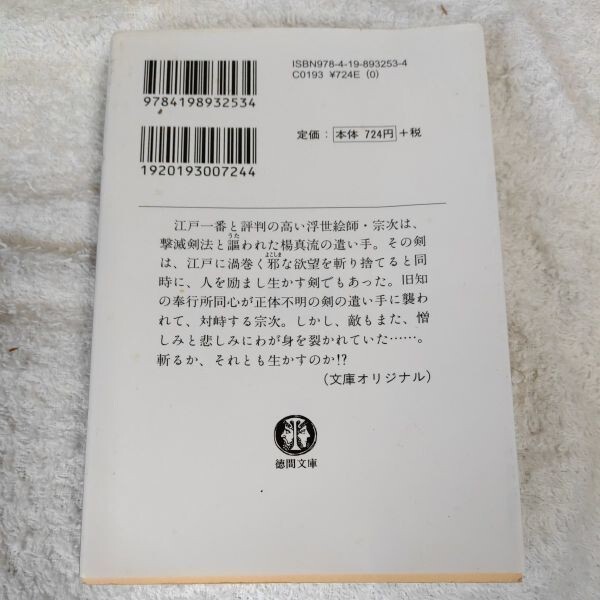 ISBN978-4-19-893253-4
C0193 ¥724E (0)
9784198932534
定価：本体 724円＋税
1920193007244
江戸一番と評判の高い浮世絵師・宗次は、
撃滅剣法と謳われた楊真流の遣い手。その剣
うた
は、江戸に渦巻く邪な欲望を斬り捨てると同
よこしま
時に、人を励まし生かす剣でもあった。旧知
の奉行所同心が正体不明の剣の遣い手に襲わ
れて、対峙する宗次。しかし、敵もまた、憎
しみと悲しみにわが身を裂かれていた……。
斬るか、それとも生かすのか!?
（文庫オリジナル）
徳間文庫